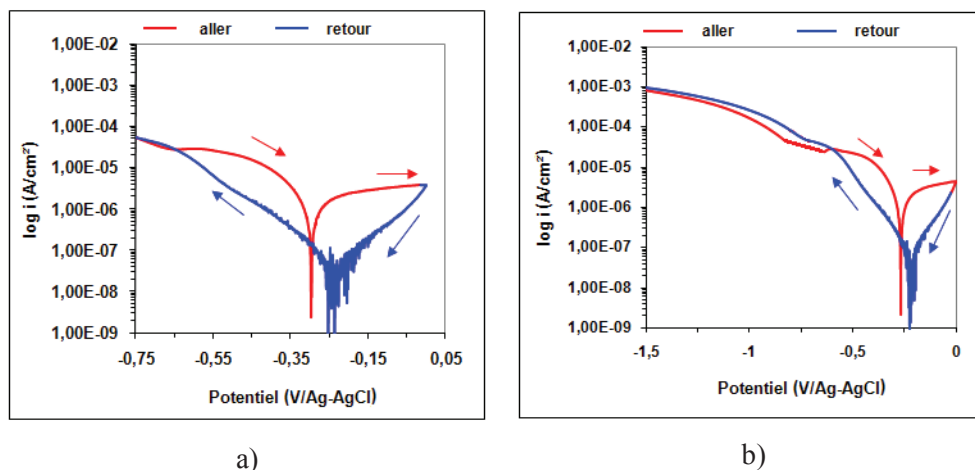 aller retour
1,00E-02
1,00E-03
1,00E-04
1,00E-05
1,00E-06
1,00E-07
1,00E-08
1,00E-09
log i (A/cm²)
-0,75 -0,55 -0,35 -0,15 0,05
Potentiel (V/Ag-AgCl)
a)
aller retour
1,00E-02
1,00E-03
1,00E-04
1,00E-05
1,00E-06
1,00E-07
1,00E-08
1,00E-09
log i (A/cm²)
-1,5 -1 -0,5 0
Potentiel (V/Ag-AgCl)
b)